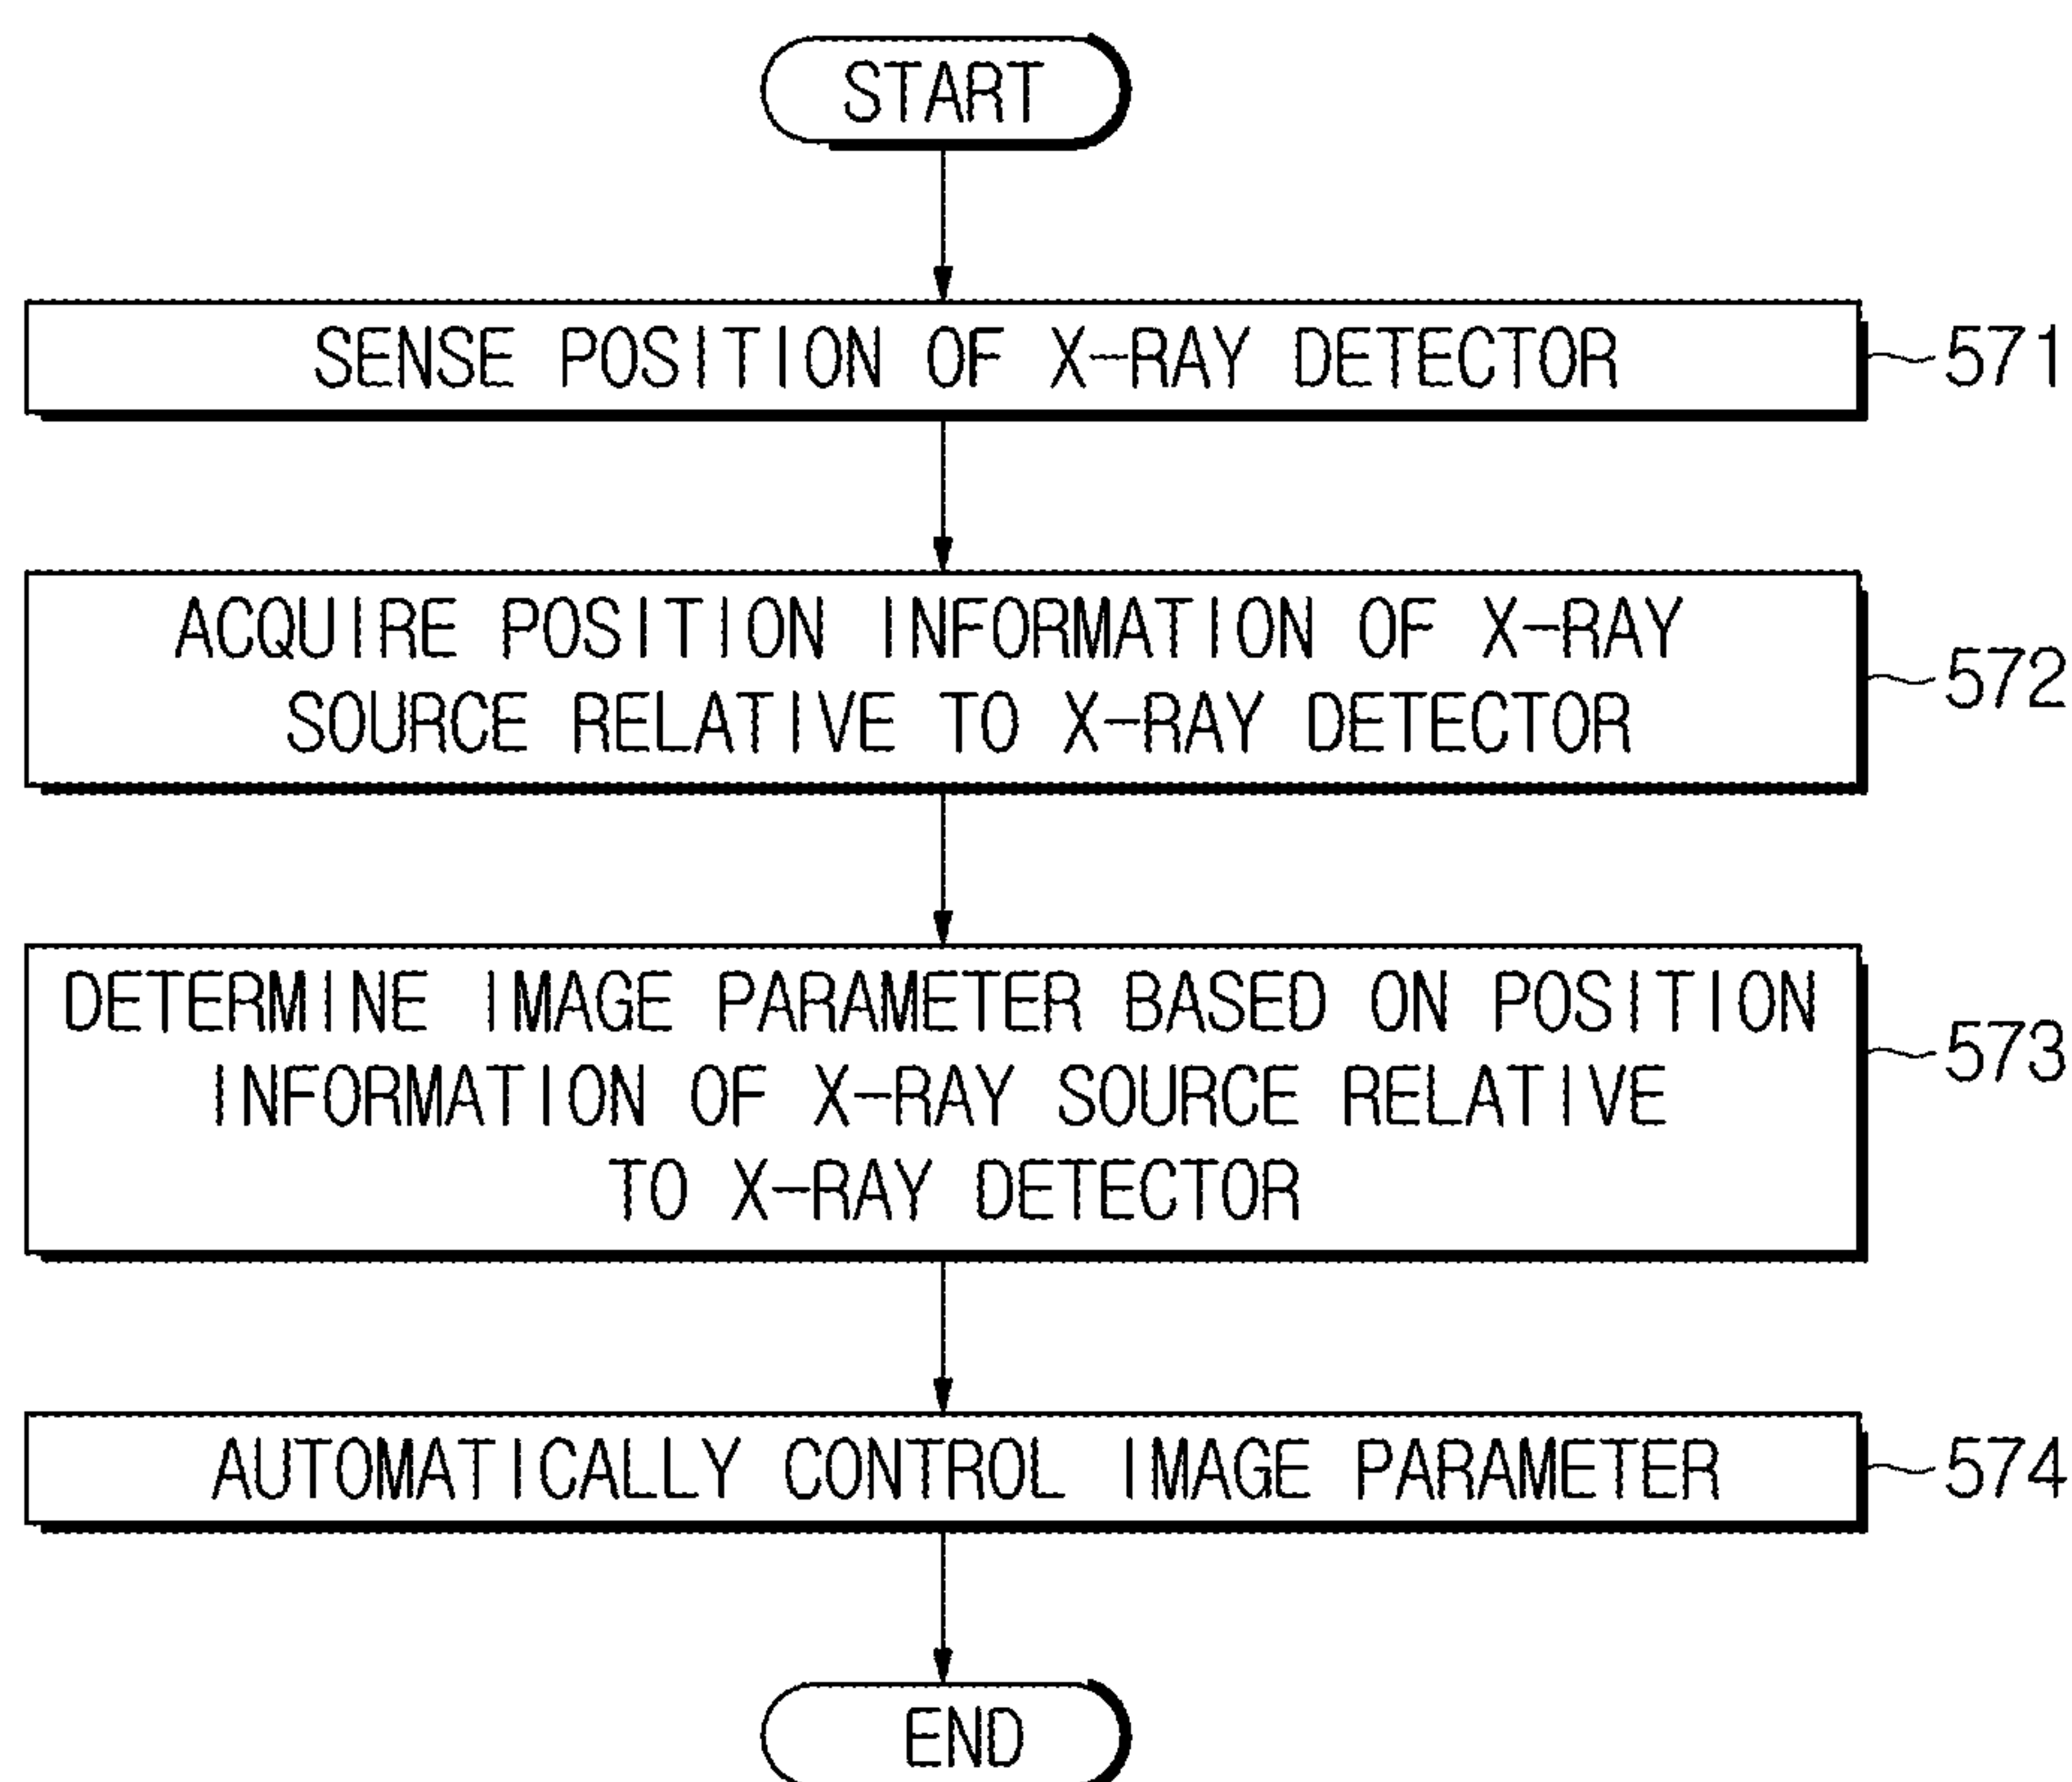 START
SENSE POSITION OF X-RAY DETECTOR
571
ACQUIRE POSITION INFORMATION OF X-RAY
SOURCE RELATIVE TO X-RAY DETECTOR
572
DETERMINE IMAGE PARAMETER BASED ON POSITION
INFORMATION OF X-RAY SOURCE RELATIVE
TO X-RAY DETECTOR
573
AUTOMATICALLY CONTROL IMAGE PARAMETER
574
END